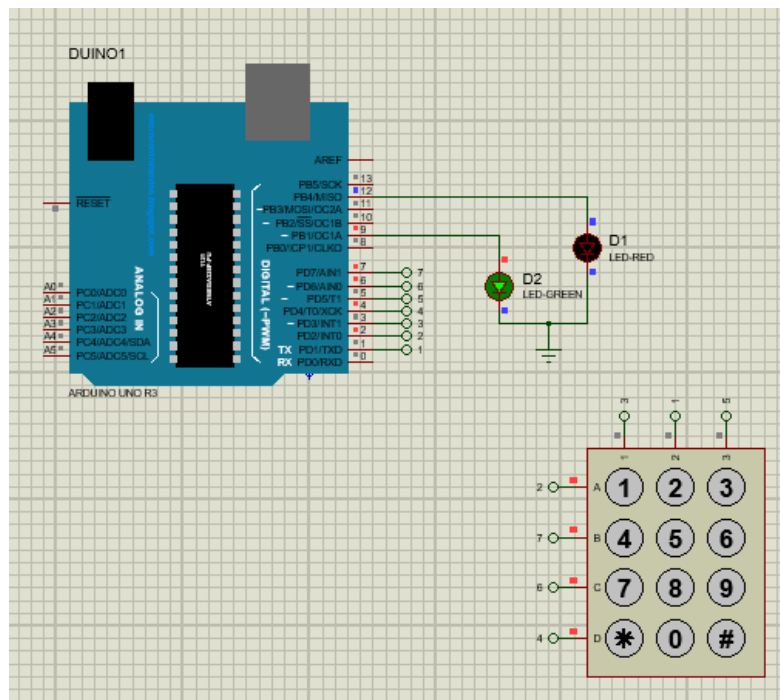 DUINO1
AREF
PB5/SCK 13
PB4/MISO 12
~PB3/MOSI/OC2A 11
~PB2/SS/OC1B 10
~PB1/OC1A 9
PB0/ICP1/CLKO 8
RESET
PD7/AIN1 7 7
~PD6/AIN0 6 6
~PD5/T1 5 5
PD4/T0/XCK 4 4
~PD3/INT1 3 3
PD2/INT0 2 2
TX PD1/TXD 1 1
RX PD0/RXD 0
DIGITAL (~PWM)
ANALOG IN
A0 PC0/ADC0
A1 PC1/ADC1
A2 PC2/ADC2
A3 PC3/ADC3
A4 PC4/ADC4/SDA
A5 PC5/ADC5/SCL
ARDUINO UNO R3
D1
LED-RED
D2
LED-GREEN
3 1 5
1 2 3
2 A 1 2 3
7 B 4 5 6
6 C 7 8 9
4 D * 0 #